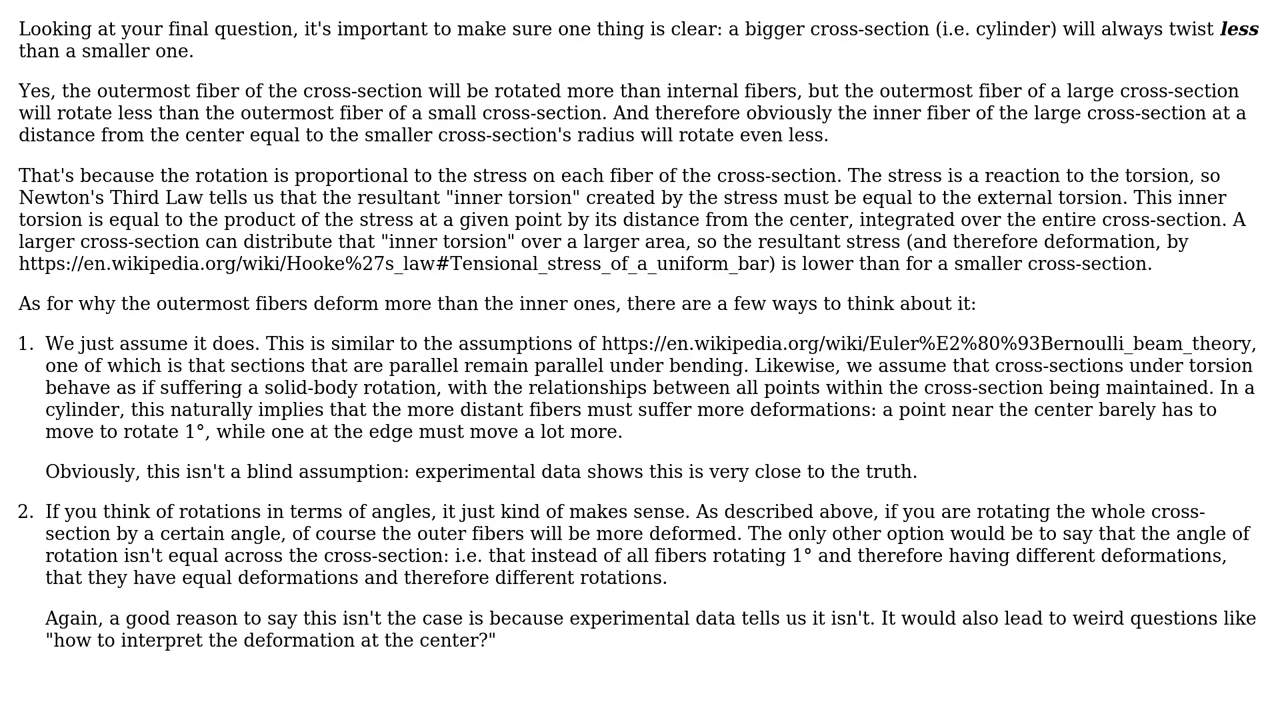 Looking at your final question, it's important to make sure one thing is clear: a bigger cross-section (i.e. cylinder) will always twist less
than a smaller one.
Yes, the outermost fiber of the cross-section will be rotated more than internal fibers, but the outermost fiber of a large cross-section
will rotate less than the outermost fiber of a small cross-section. And therefore obviously the inner fiber of the large cross-section at a
distance from the center equal to the smaller cross-section's radius will rotate even less.
That's because the rotation is proportional to the stress on each fiber of the cross-section. The stress is a reaction to the torsion, so
Newton's Third Law tells us that the resultant "inner torsion" created by the stress must be equal to the external torsion. This inner
torsion is equal to the product of the stress at a given point by its distance from the center, integrated over the entire cross-section. A
larger cross-section can distribute that "inner torsion" over a larger area, so the resultant stress (and therefore deformation, by
https://en.wikipedia.org/wiki/Hooke%27s_law#Tensional_stress_of_a_uniform_bar) is lower than for a smaller cross-section.
As for why the outermost fibers deform more than the inner ones, there are a few ways to think about it:
1. We just assume it does. This is similar to the assumptions of https://en.wikipedia.org/wiki/Euler%E2%80%93Bernoulli_beam_theory,
one of which is that sections that are parallel remain parallel under bending. Likewise, we assume that cross-sections under torsion
behave as if suffering a solid-body rotation, with the relationships between all points within the cross-section being maintained. In a
cylinder, this naturally implies that the more distant fibers must suffer more deformations: a point near the center barely has to
move to rotate 1°, while one at the edge must move a lot more.
Obviously, this isn't a blind assumption: experimental data shows this is very close to the truth.
2. If you think of rotations in terms of angles, it just kind of makes sense. As described above, if you are rotating the whole cross-
section by a certain angle, of course the outer fibers will be more deformed. The only other option would be to say that the angle of
rotation isn't equal across the cross-section: i.e. that instead of all fibers rotating 1° and therefore having different deformations,
that they have equal deformations and therefore different rotations.
Again, a good reason to say this isn't the case is because experimental data tells us it isn't. It would also lead to weird questions like
"how to interpret the deformation at the center?"